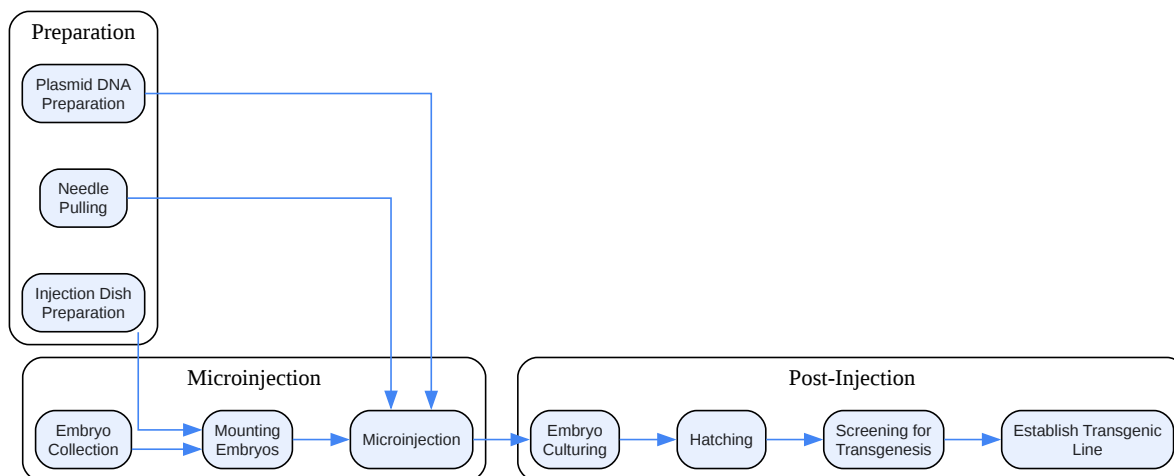 Preparation
Plasmid DNA
Preparation
Needle
Pulling
Injection Dish
Preparation
Microinjection
Embryo
Collection
Mounting
Embryos
Microinjection
Post-Injection
Embryo
Culturing
Hatching
Screening for
Transgenesis
Establish Transgenic
Line